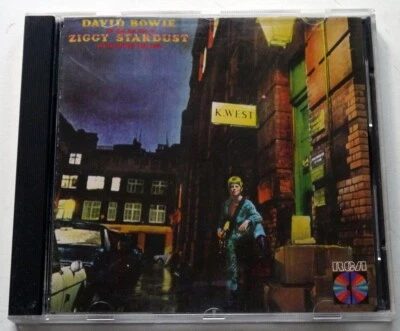 DAVID BOWIE
ZIGGY STARDUST
K.WEST
RCA